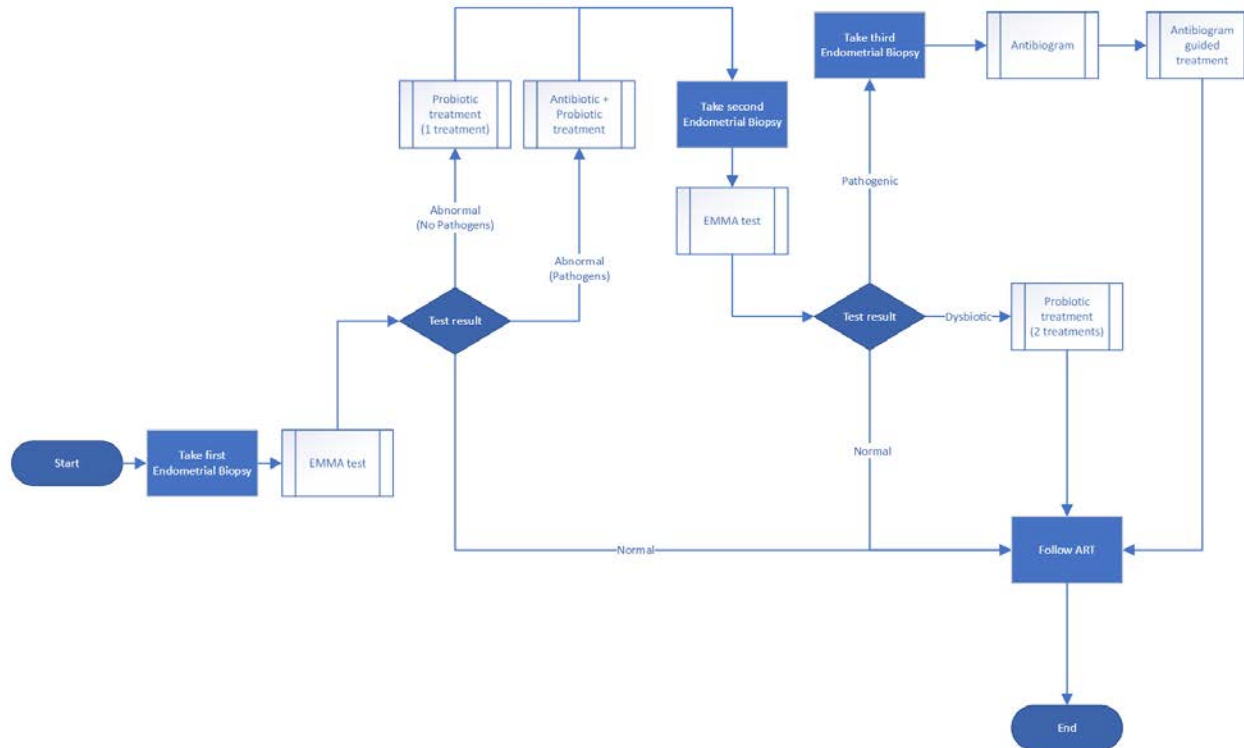 Start
Take first
Endometrial Biopsy
EMMA test
Test result
Abnormal
(No Pathogens)
Probiotic
treatment
(1 treatment)
Abnormal
(Pathogens)
Antibiotic +
Probiotic
treatment
Normal
Take second
Endometrial Biopsy
EMMA test
Test result
Pathogenic
Take third
Endometrial Biopsy
Antibiogram
Antibiogram
guided
treatment
Dysbiotic
Probiotic
treatment
(2 treatments)
Normal
Follow ART
End